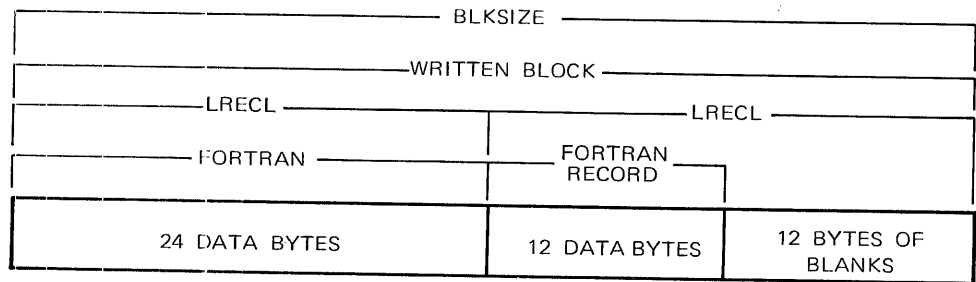 BLKSIZE
WRITTEN BLOCK
LRECL LRECL
FORTRAN FORTRAN
RECORD
24 DATA BYTES 12 DATA BYTES 12 BYTES OF
BLANKS